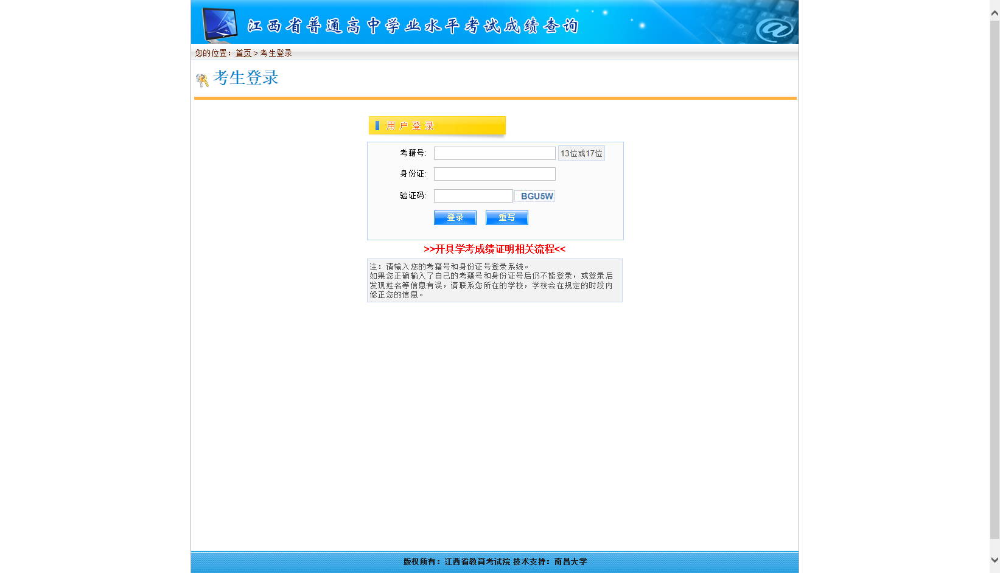 江西省普通高中学业水平考试成绩查询
您的位置：首页 > 考生登录
考生登录
用户登录
考籍号: 13位或17位
身份证:
验证码: BGU5W
登录 重写
>>开具学考成绩证明相关流程<<
注：请输入您的考籍号和身份证号登录系统。
如果您正确输入了自己的考籍号和身份证号后仍不能登录，或登录后
发现姓名等信息有误，请联系您所在的学校，学校会在规定的时段内
修正您的信息。
版权所有：江西省教育考试院 技术支持：南昌大学